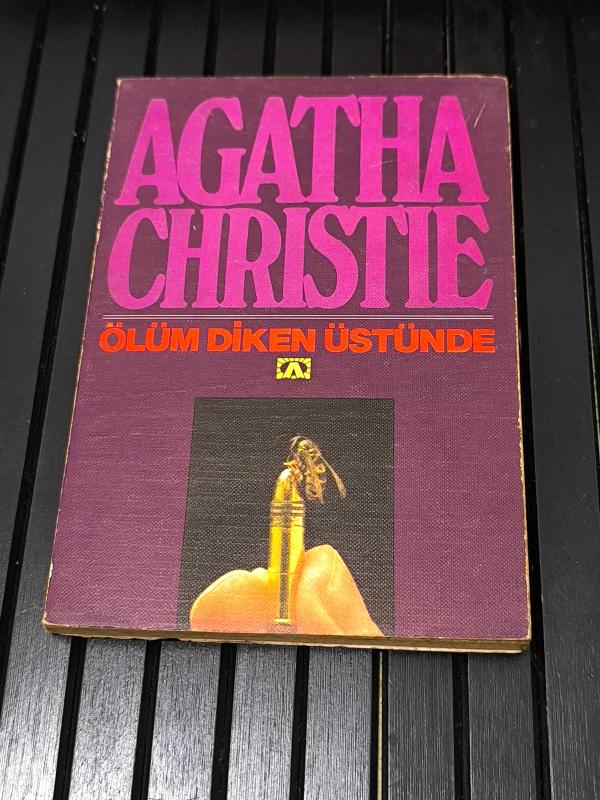 AGATHA
CHRISTIE
ÖLÜM DİKEN ÜSTÜNDE
A